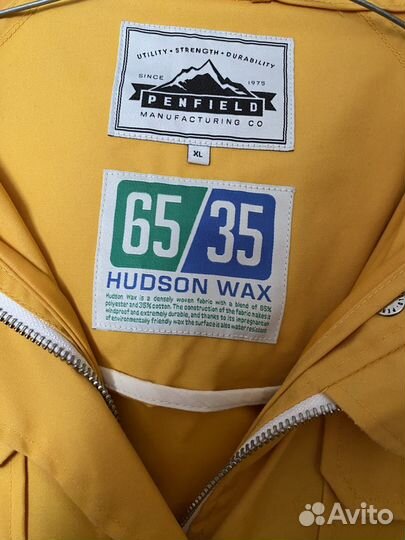 UTILITY • STRENGTH • DURABILITY
SINCE 1975
PENFIELD
MANUFACTURING CO
XL
65/35
HUDSON WAX
Hudson Wax is a densely woven fabric with a blend of 65%
polyester and 35% cotton. The construction of the fabric makes it
windproof and extremely durable, and thanks to its impregnation
of environmentally friendly wax the surface is also water resistant
Avito